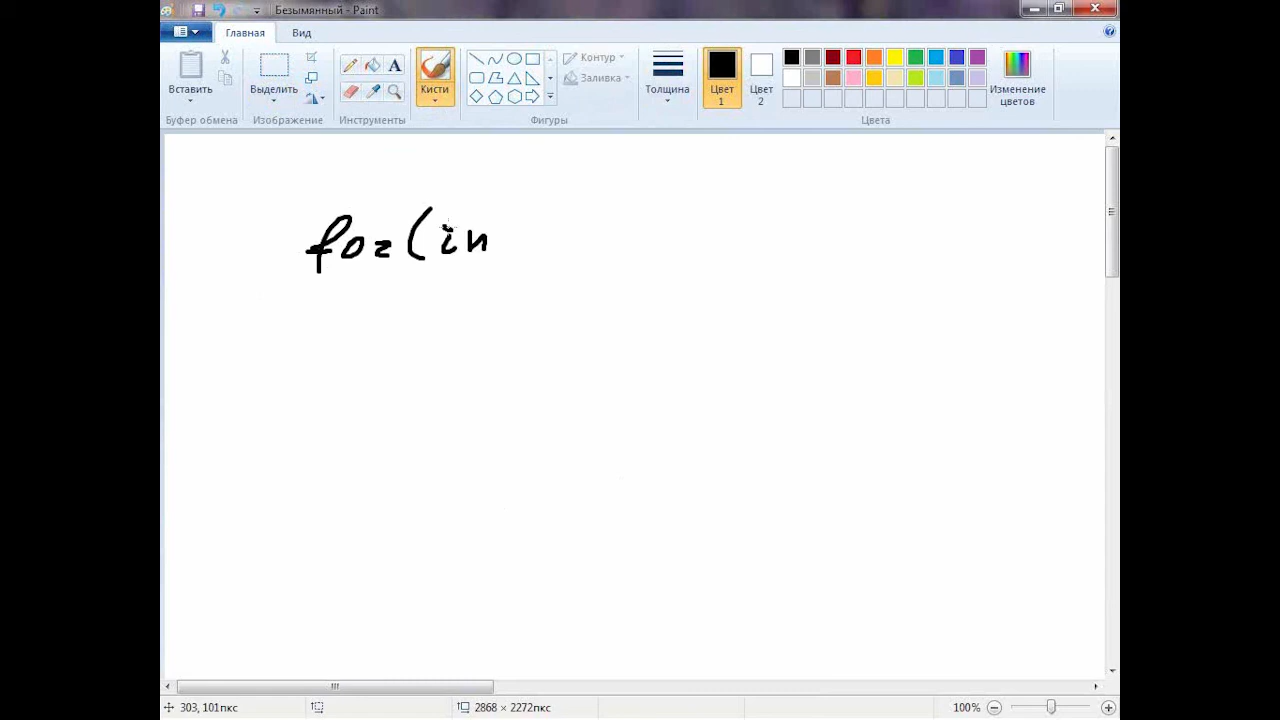 Безымянный - Paint
Главная Вид
Вставить Выделить Кисти Контур Заливка Толщина Цвет 1 Цвет 2 Изменение цветов
Буфер обмена Изображение Инструменты Фигуры Цвета
for(in
303, 101пкс 2868 × 2272пкс 100%